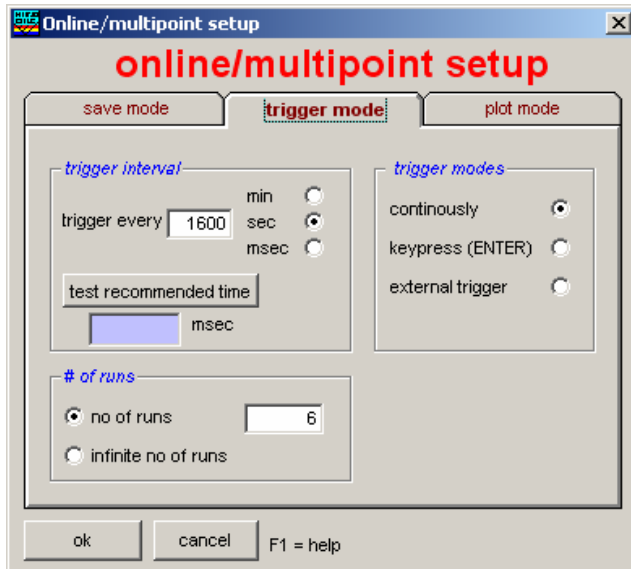 Online/multipoint setup
online/multipoint setup
save mode
trigger mode
plot mode
trigger interval
trigger every 1600
min
sec
msec
test recommended time
msec
trigger modes
continously
keypress (ENTER)
external trigger
# of runs
no of runs 6
infinite no of runs
ok
cancel
F1 = help